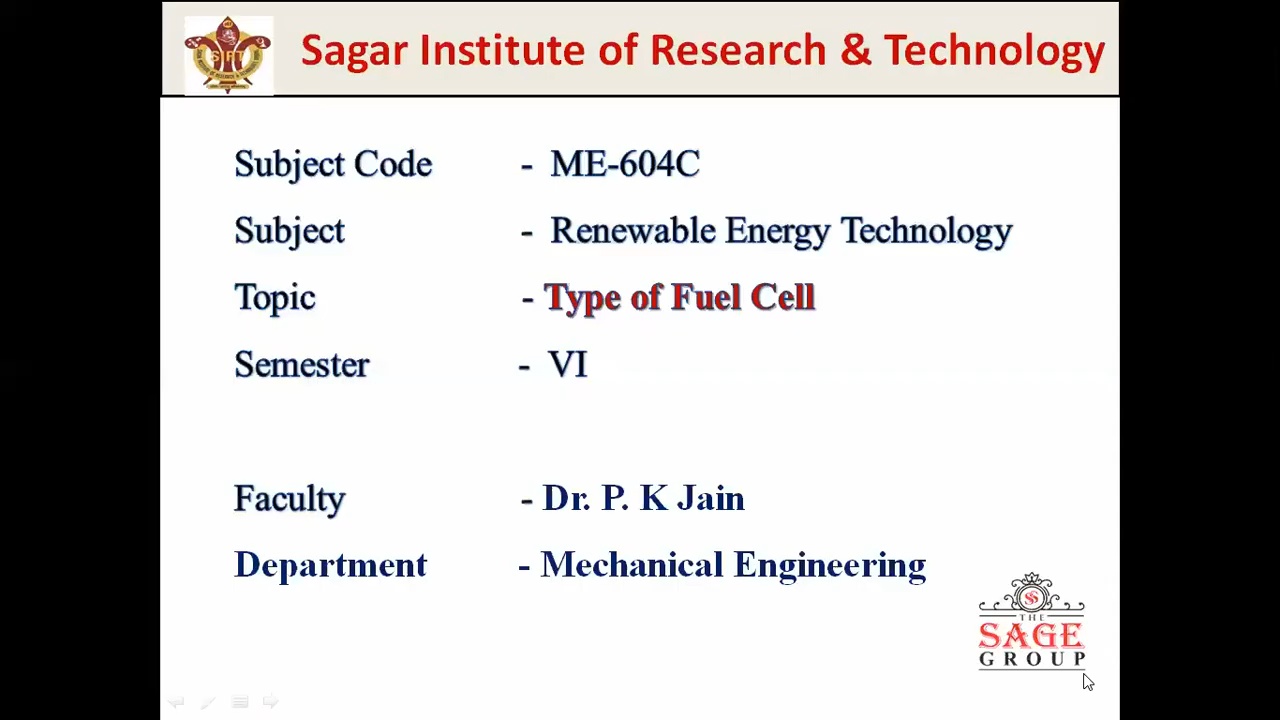 SIRT
Sagar Institute of Research & Technology
Subject Code - ME-604C
Subject - Renewable Energy Technology
Topic - Type of Fuel Cell
Semester - VI
Faculty - Dr. P. K Jain
Department - Mechanical Engineering
THE
SAGE
GROUP